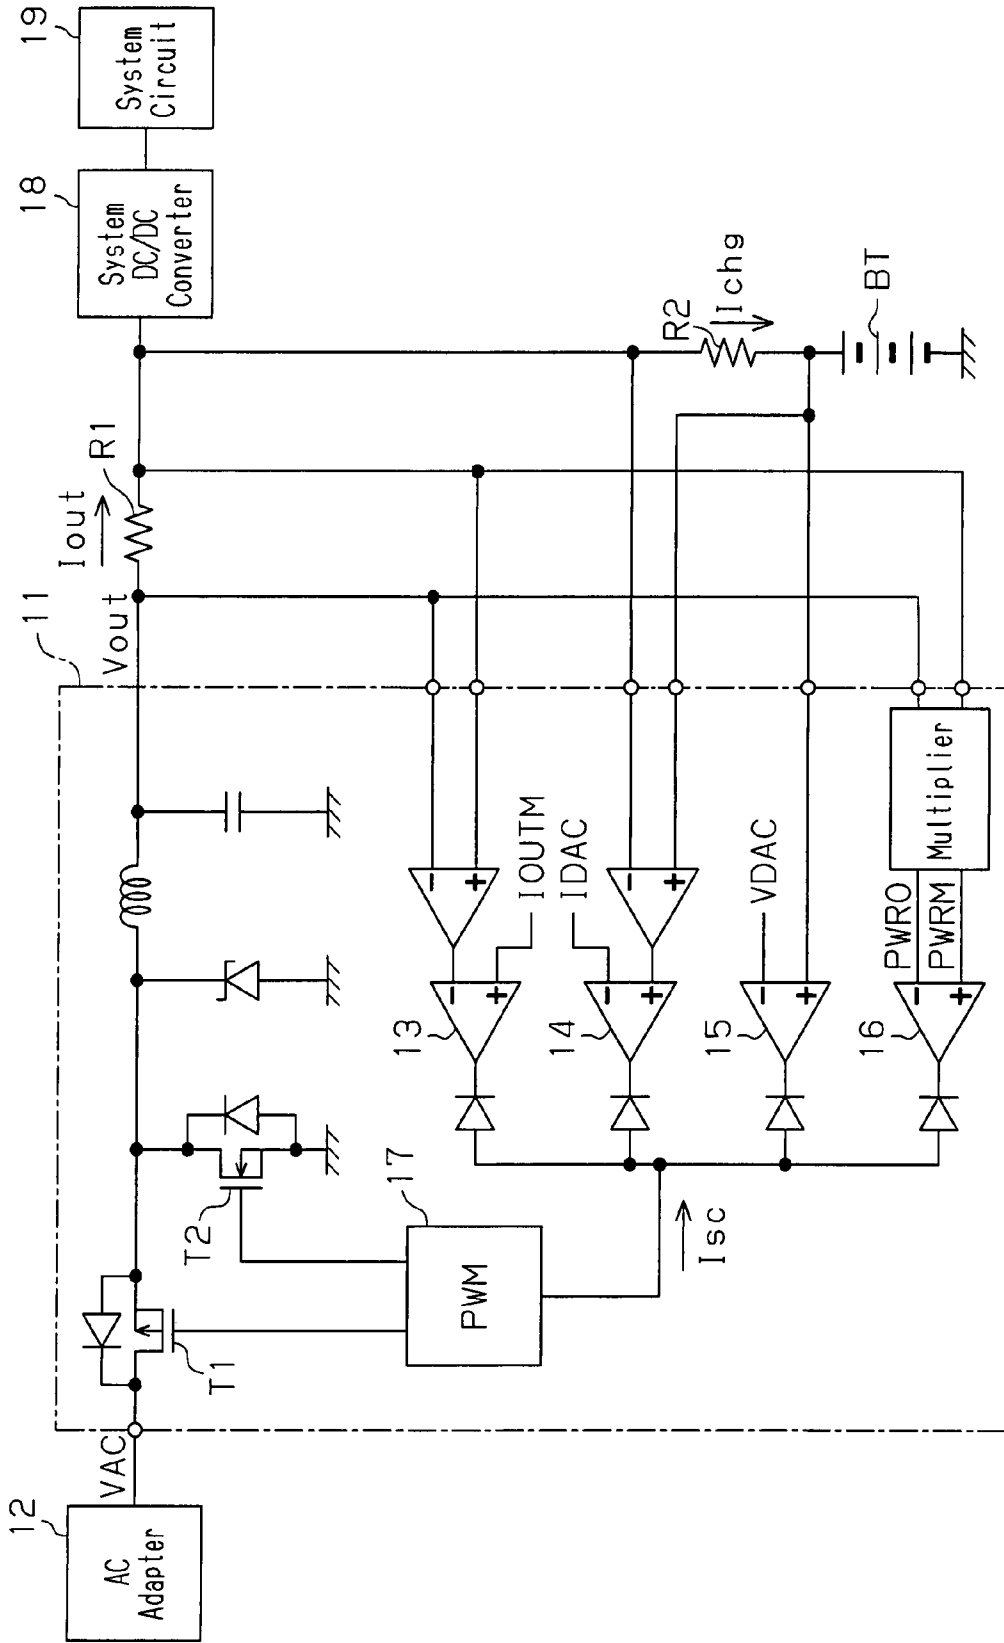 12
AC
Adapter
VAC
11
T1
T2
17
PWM
Isc
Vout
Iout
R1
18
System
DC/DC
Converter
19
System
Circuit
13
−
+
−
+
IOUTM
IDAC
14
−
+
−
+
15
VDAC
−
+
16
−
+
PWRO
PWRM
Multiplier
R2
Ichg
BT